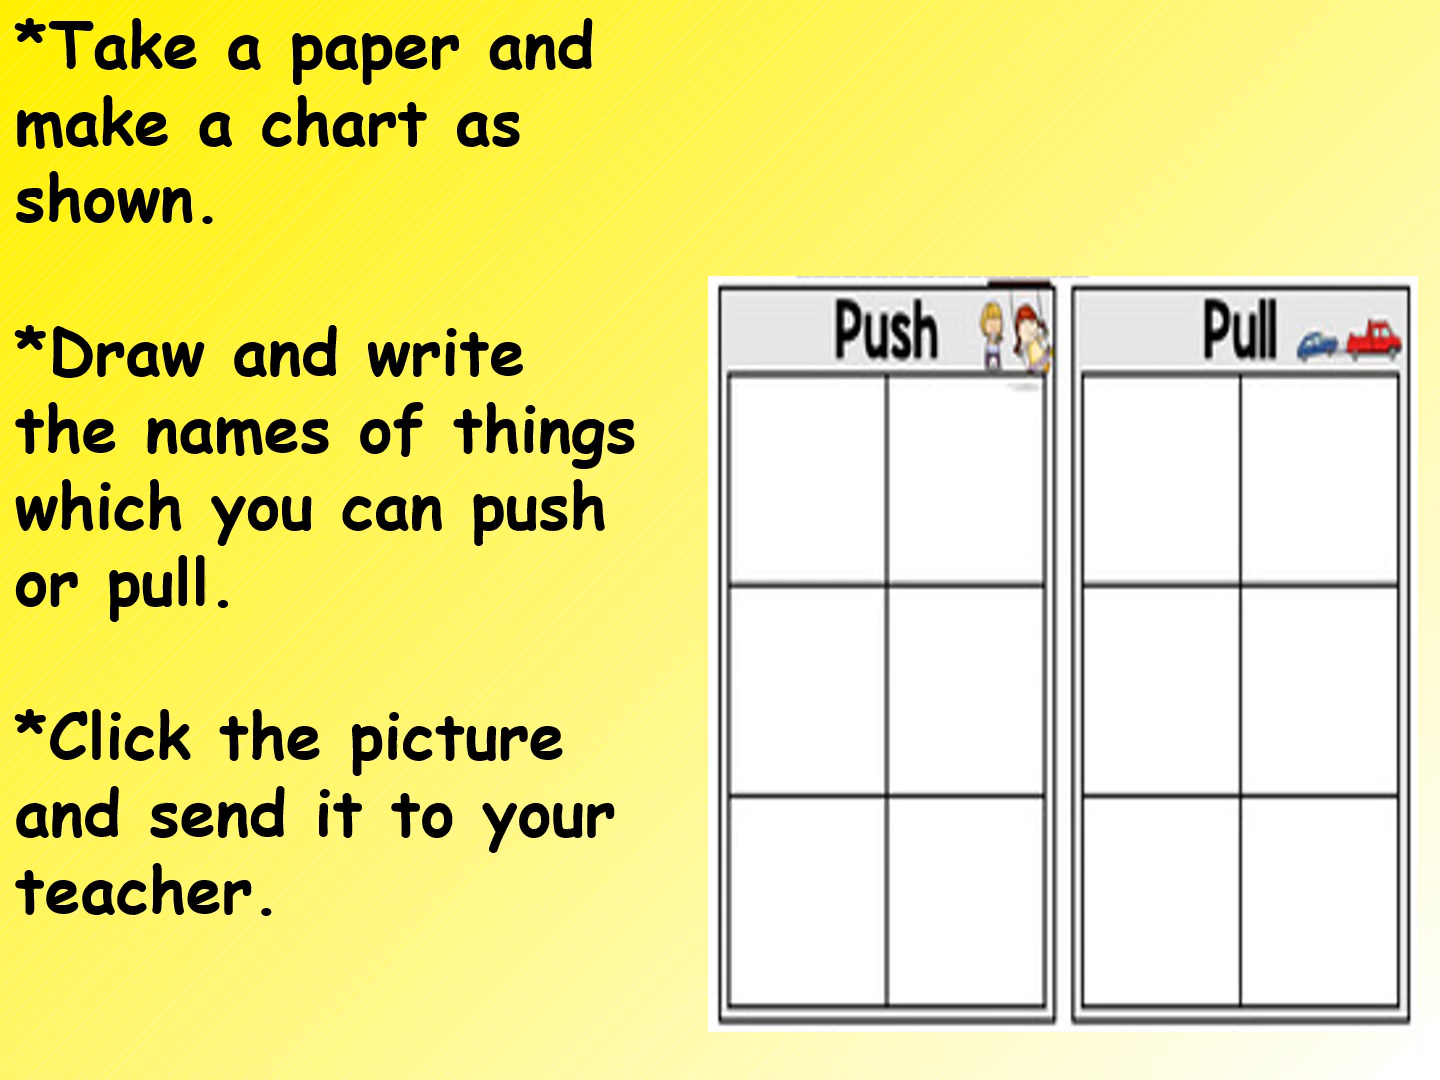 *Take a paper and
make a chart as
shown.
*Draw and write
the names of things
which you can push
or pull.
*Click the picture
and send it to your
teacher.
Push
Pull